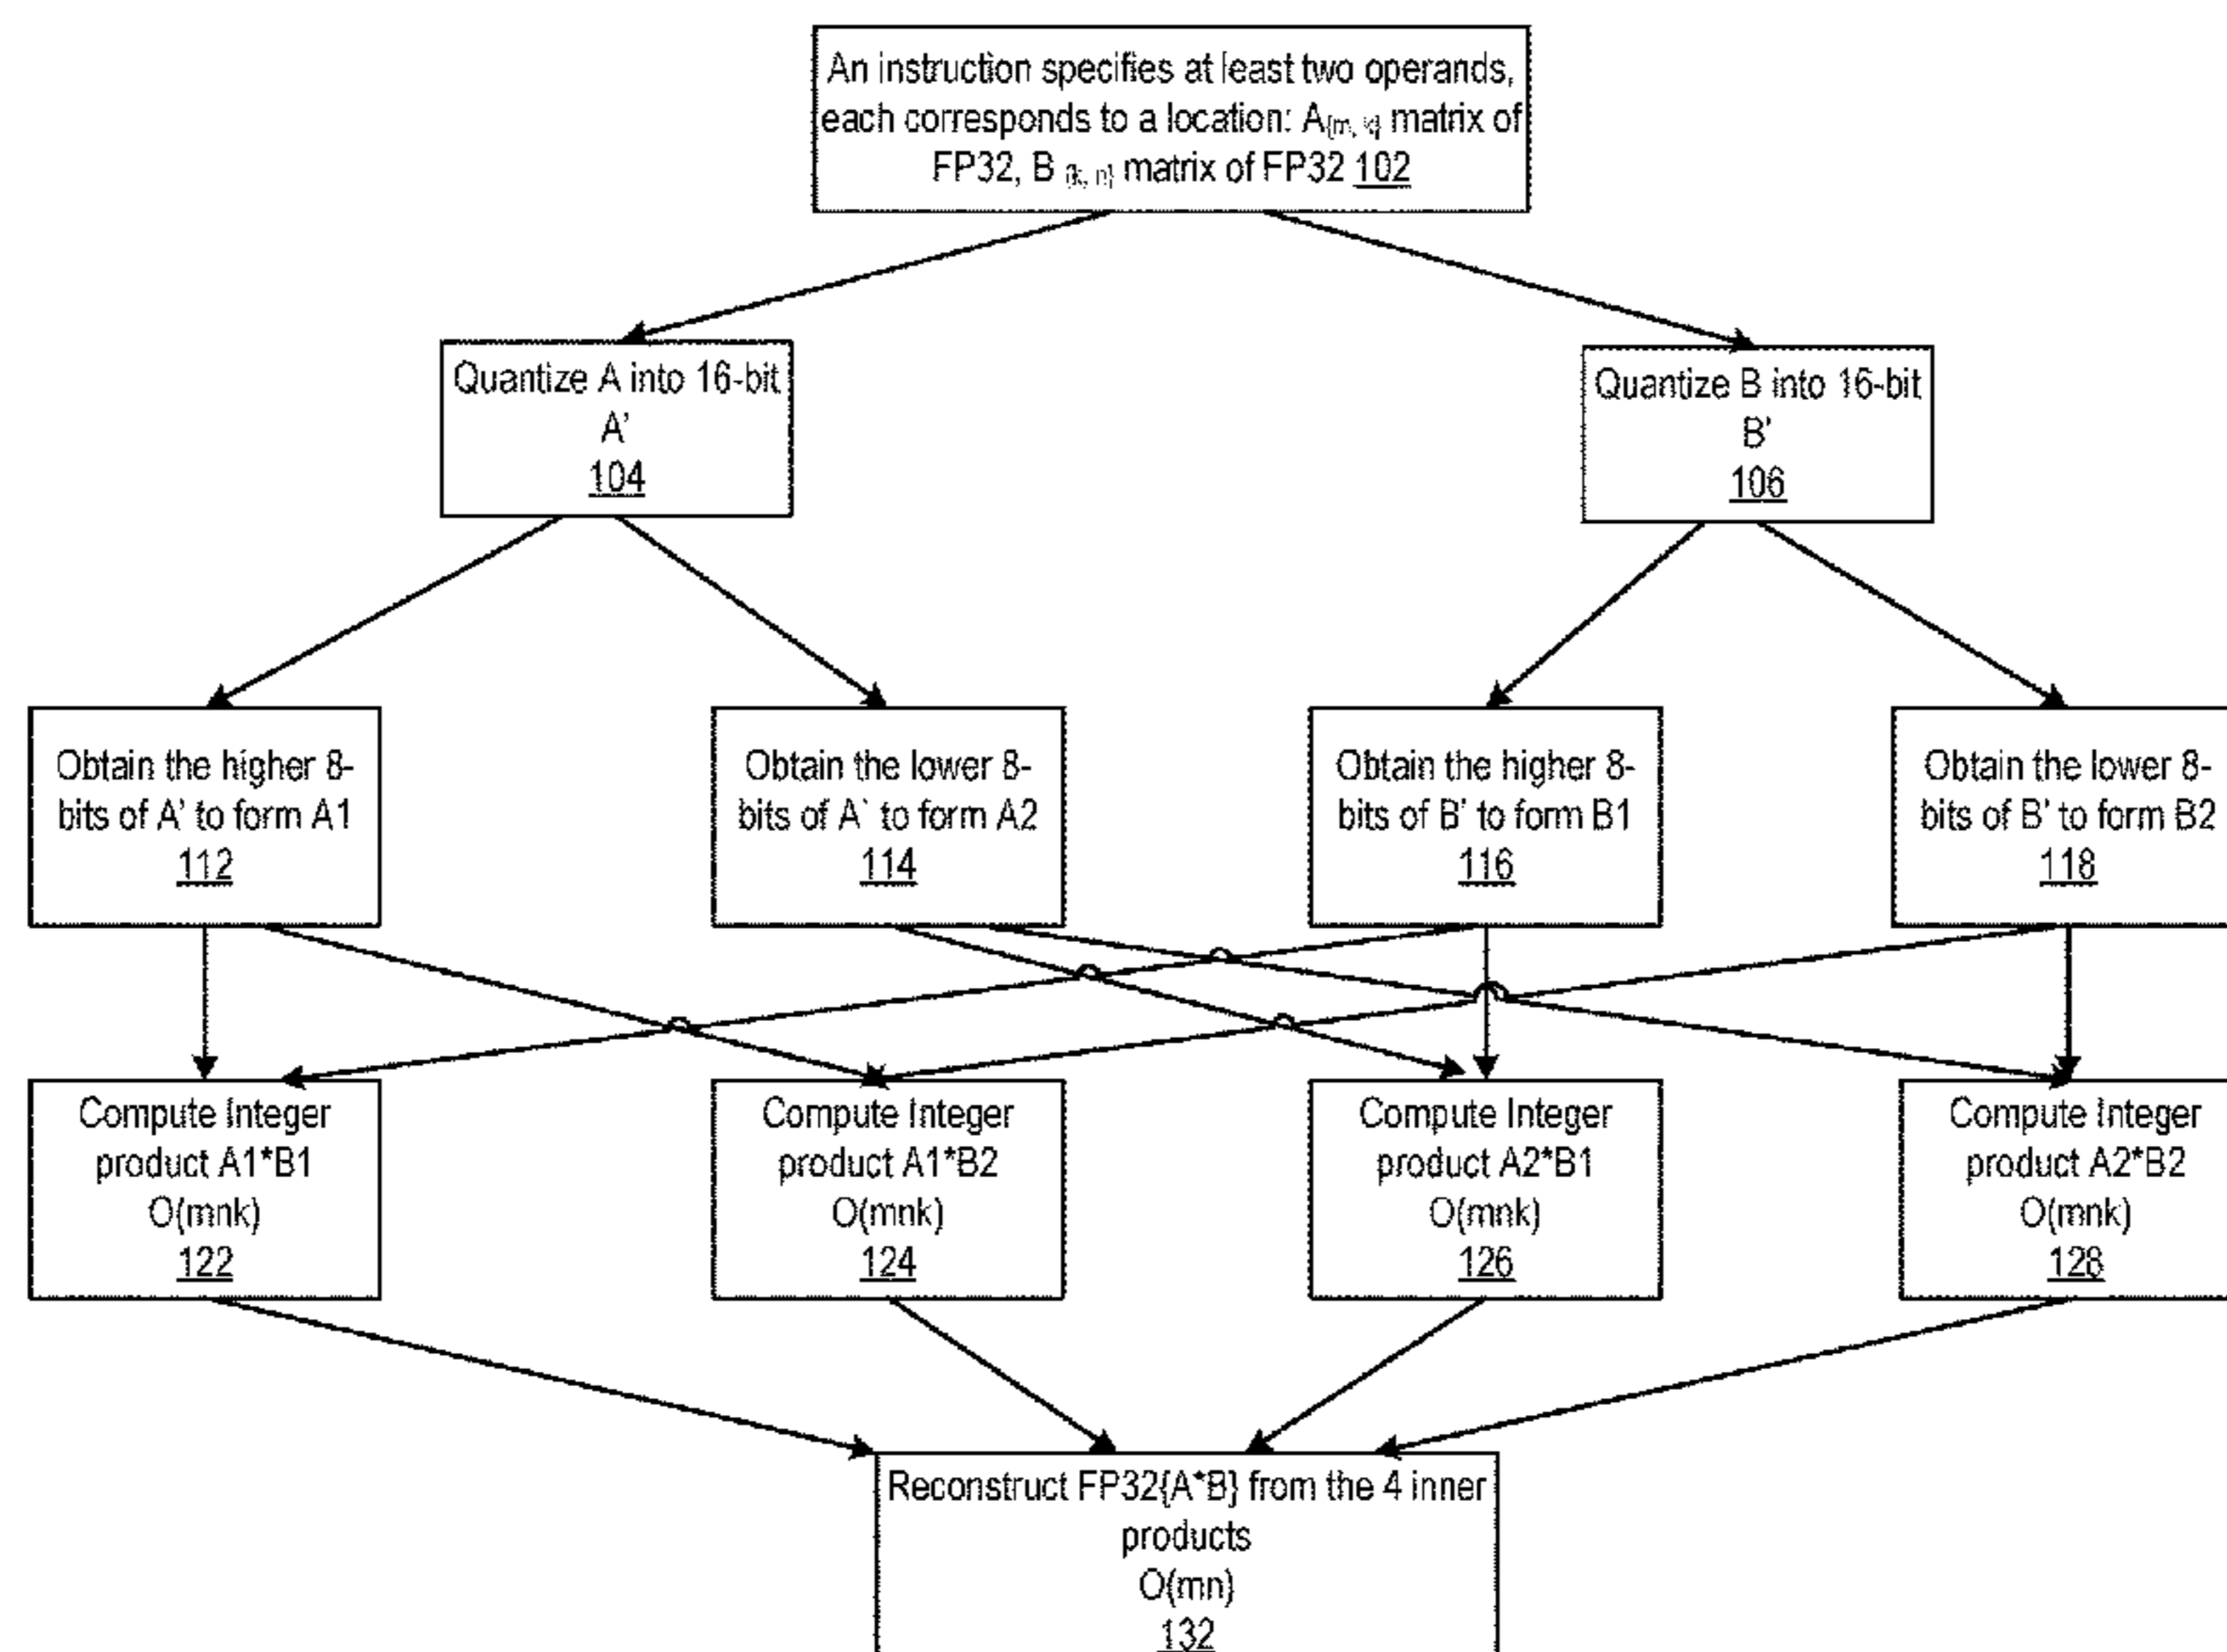 An instruction specifies at least two operands,
each corresponds to a location: A{m, k} matrix of
FP32, B {k, n} matrix of FP32 102
Quantize A into 16-bit
A'
104
Quantize B into 16-bit
B'
106
Obtain the higher 8-
bits of A' to form A1
112
Obtain the lower 8-
bits of A' to form A2
114
Obtain the higher 8-
bits of B' to form B1
116
Obtain the lower 8-
bits of B' to form B2
118
Compute Integer
product A1*B1
O(mnk)
122
Compute Integer
product A1*B2
O(mnk)
124
Compute Integer
product A2*B1
O(mnk)
126
Compute Integer
product A2*B2
O(mnk)
128
Reconstruct FP32{A*B} from the 4 inner
products
O(mn)
132